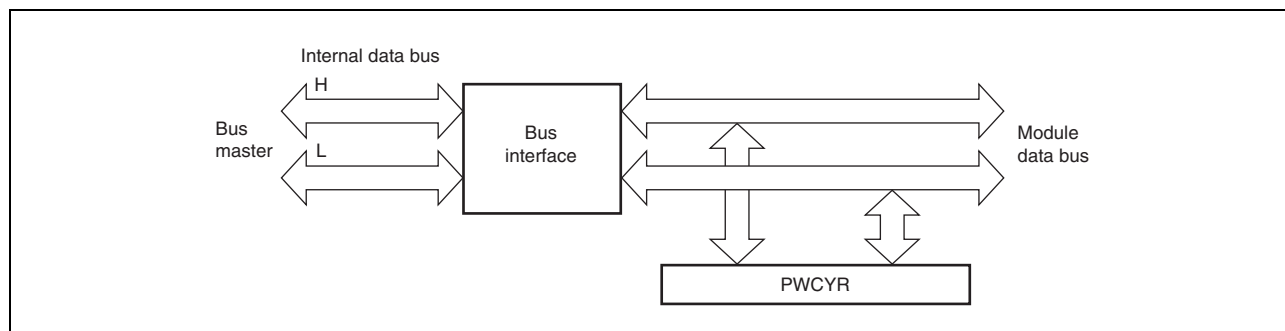 Internal data bus
H
Bus
master
L
Bus
interface
Module
data bus
PWCYR